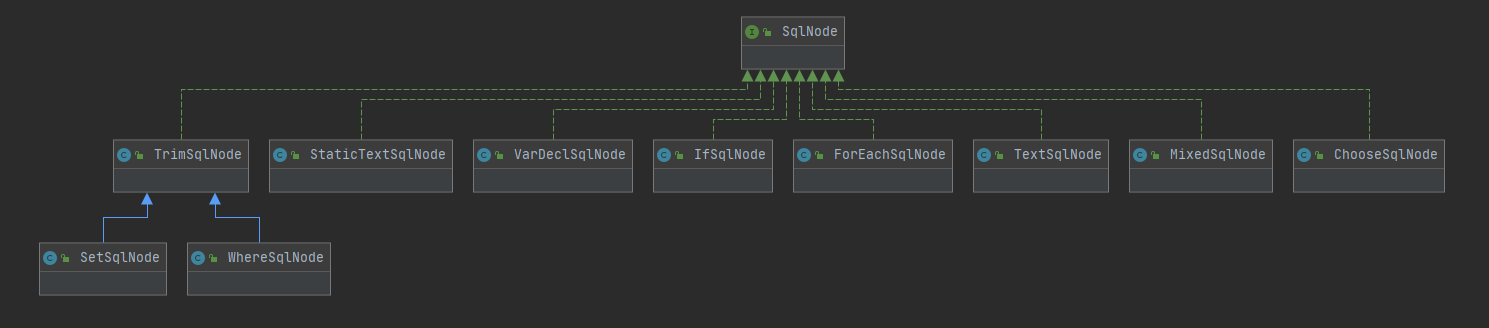 SqlNode
TrimSqlNode
StaticTextSqlNode
VarDeclSqlNode
IfSqlNode
ForEachSqlNode
TextSqlNode
MixedSqlNode
ChooseSqlNode
SetSqlNode
WhereSqlNode